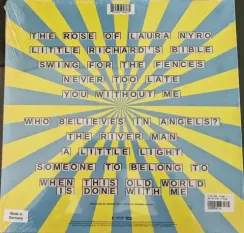 THE ROSE OF LAURA NYRO
LITTLE RICHARD'S BIBLE
SWING FOR THE FENCES
NEVER TOO LATE
YOU WITHOUT ME
WHO BELIEVES IN ANGELS?
THE RIVER MAN
A LITTLE LIGHT
SOMEONE TO BELONG TO
WHEN THIS OLD WORLD
IS DONE WITH ME
Made in
Germany